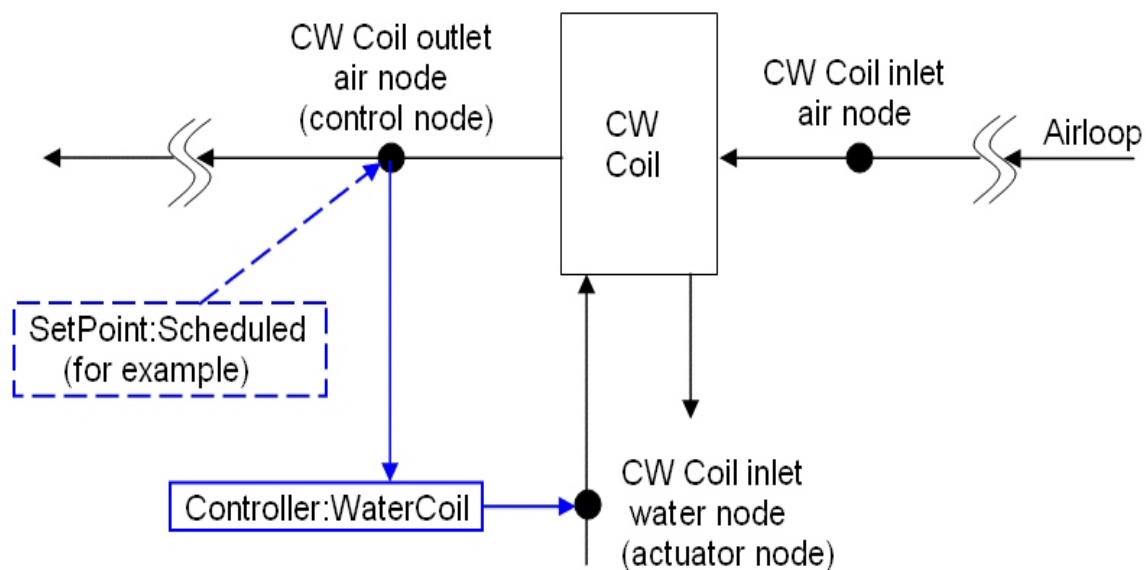 CW Coil outlet
air node
(control node)
CW
Coil
CW Coil inlet
air node
Airloop
SetPoint:Scheduled
(for example)
Controller:WaterCoil
CW Coil inlet
water node
(actuator node)